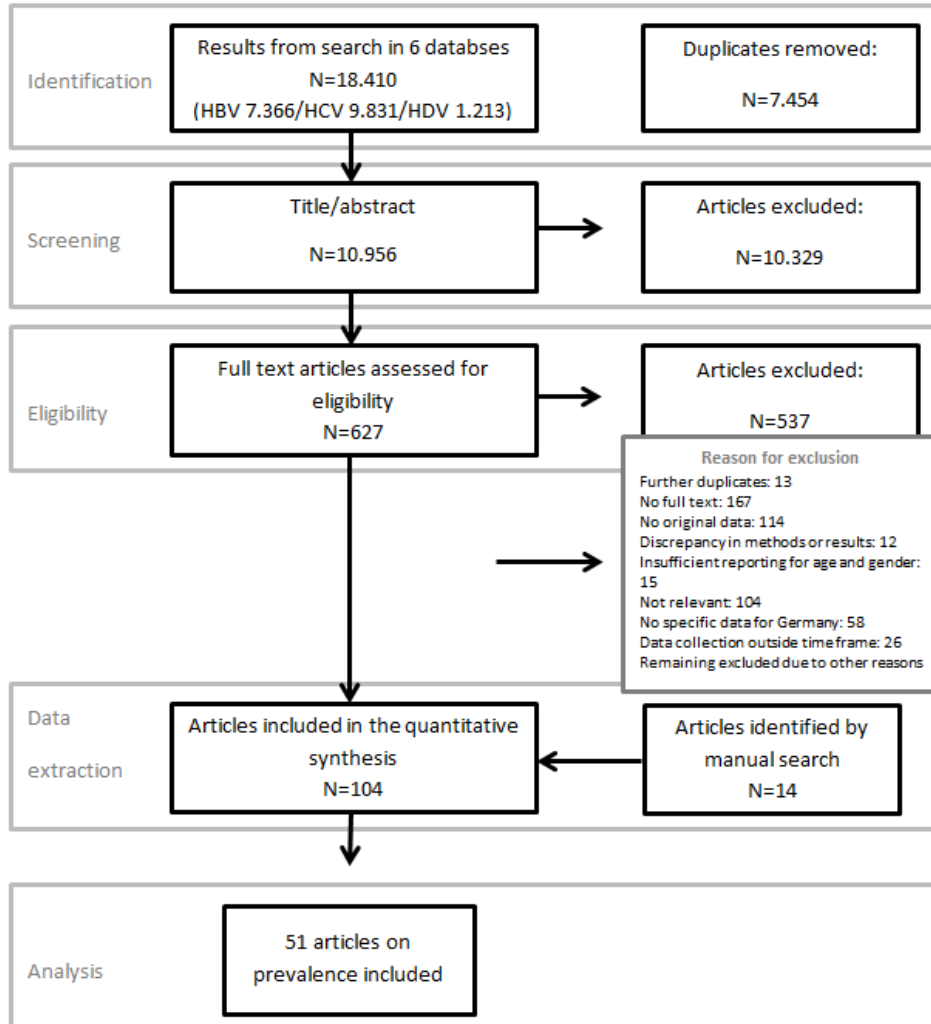 Identification
Results from search in 6 databses
N=18.410
(HBV 7.366/HCV 9.831/HDV 1.213)
Duplicates removed:
N=7.454
Screening
Title/abstract
N=10.956
Articles excluded:
N=10.329
Eligibility
Full text articles assessed for
eligibility
N=627
Articles excluded:
N=537
Reason for exclusion
Further duplicates: 13
No full text: 167
No original data: 114
Discrepancy in methods or results: 12
Insufficient reporting for age and gender:
15
Not relevant: 104
No specific data for Germany: 58
Data collection outside time frame: 26
Remaining excluded due to other reasons
Data
extraction
Articles included in the quantitative
synthesis
N=104
Articles identified by
manual search
N=14
Analysis
51 articles on
prevalence included